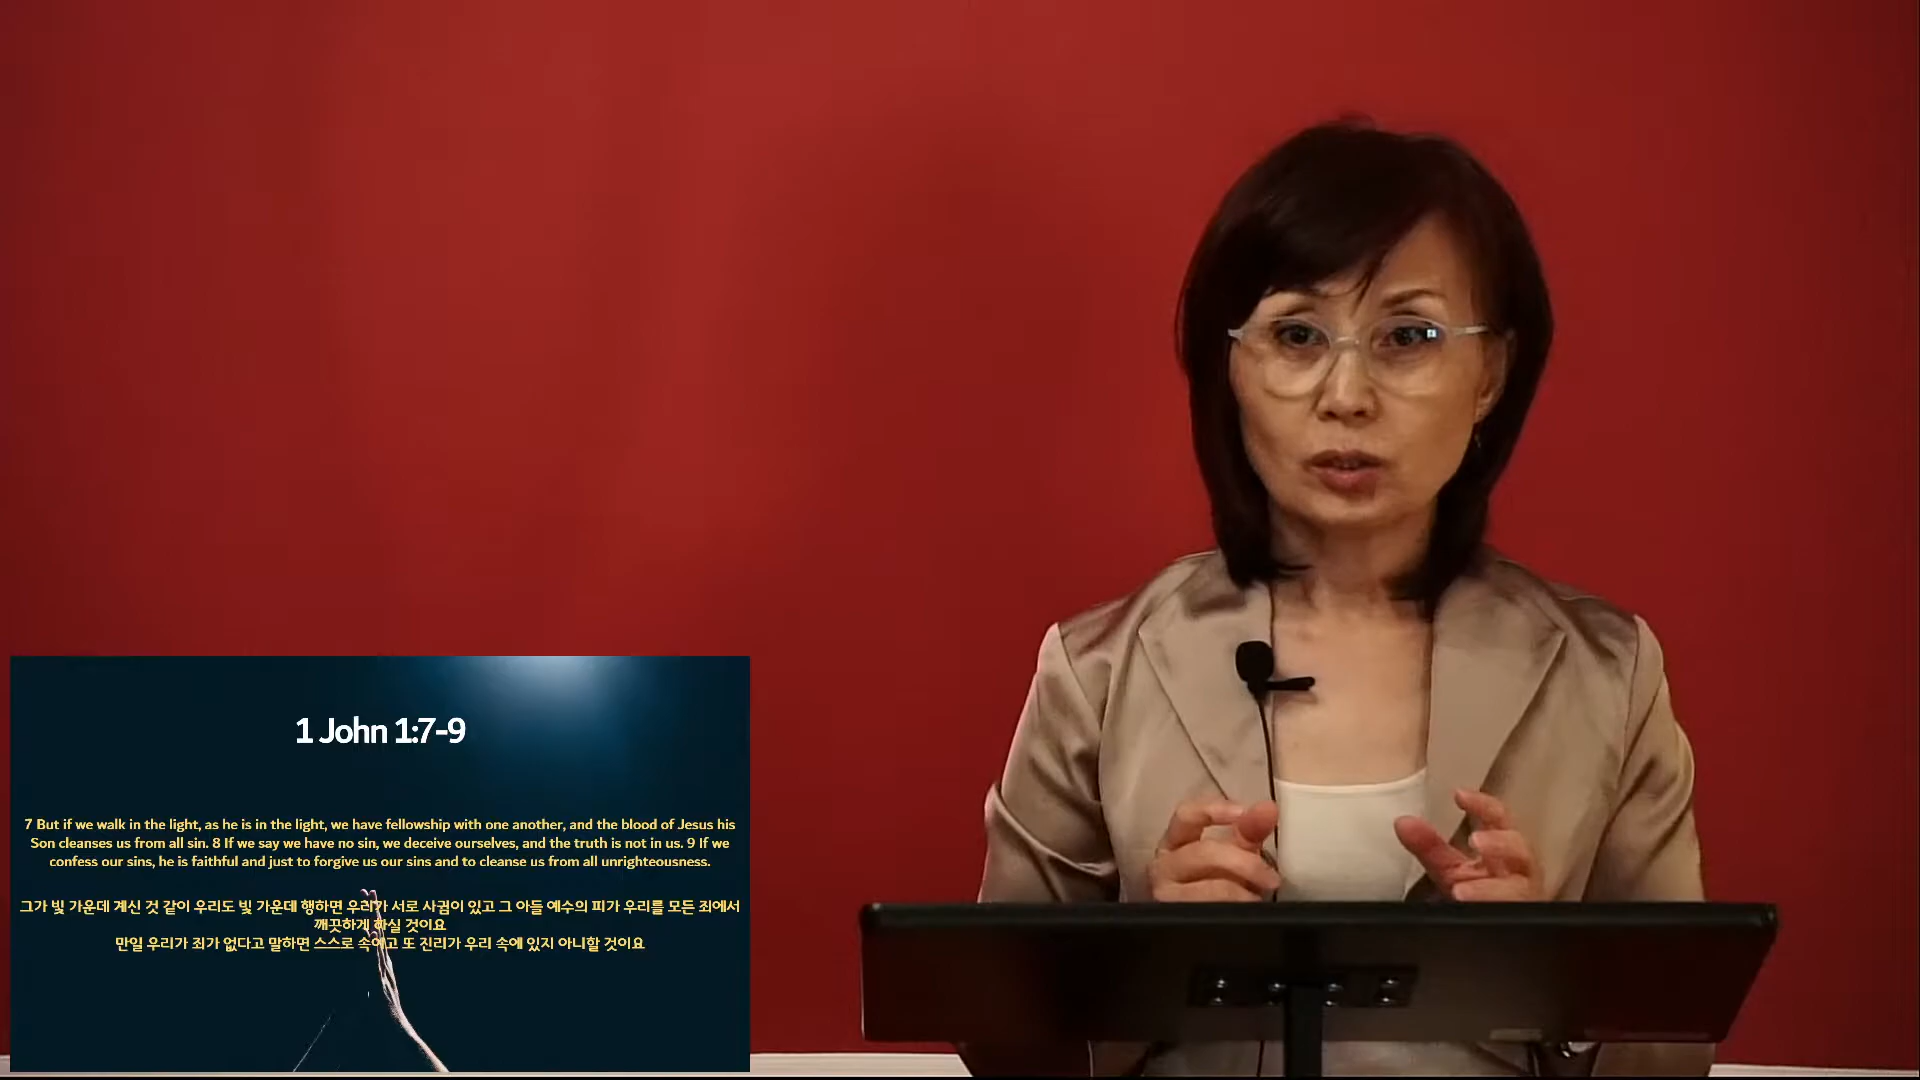 1 John 1:7-9
7 But if we walk in the light, as he is in the light, we have fellowship with one another, and the blood of Jesus his
Son cleanses us from all sin. 8 If we say we have no sin, we deceive ourselves, and the truth is not in us. 9 If we
confess our sins, he is faithful and just to forgive us our sins and to cleanse us from all unrighteousness.
그가 빛 가운데 계신 것 같이 우리도 빛 가운데 행하면 우리가 서로 사귐이 있고 그 아들 예수의 피가 우리를 모든 죄에서
깨끗하게 하실 것이요
만일 우리가 죄가 없다고 말하면 스스로 속이고 또 진리가 우리 속에 있지 아니할 것이요